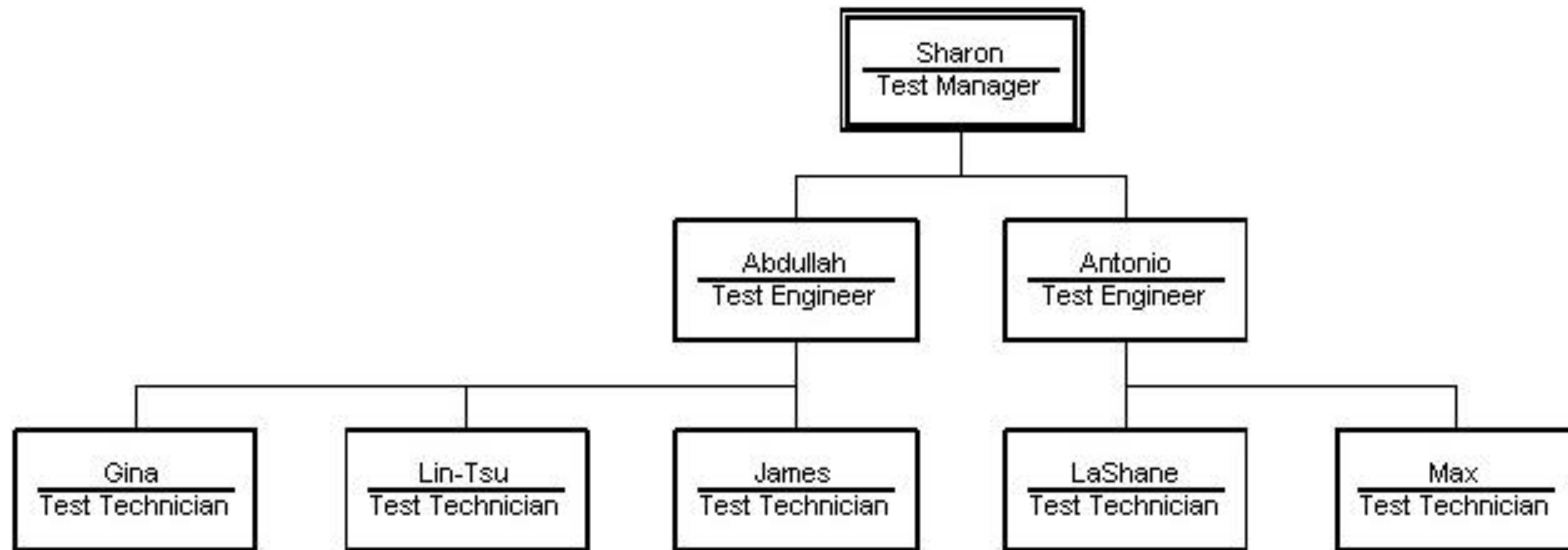 Sharon
Test Manager
Abdullah
Test Engineer
Antonio
Test Engineer
Gina
Test Technician
Lin-Tsu
Test Technician
James
Test Technician
LaShane
Test Technician
Max
Test Technician